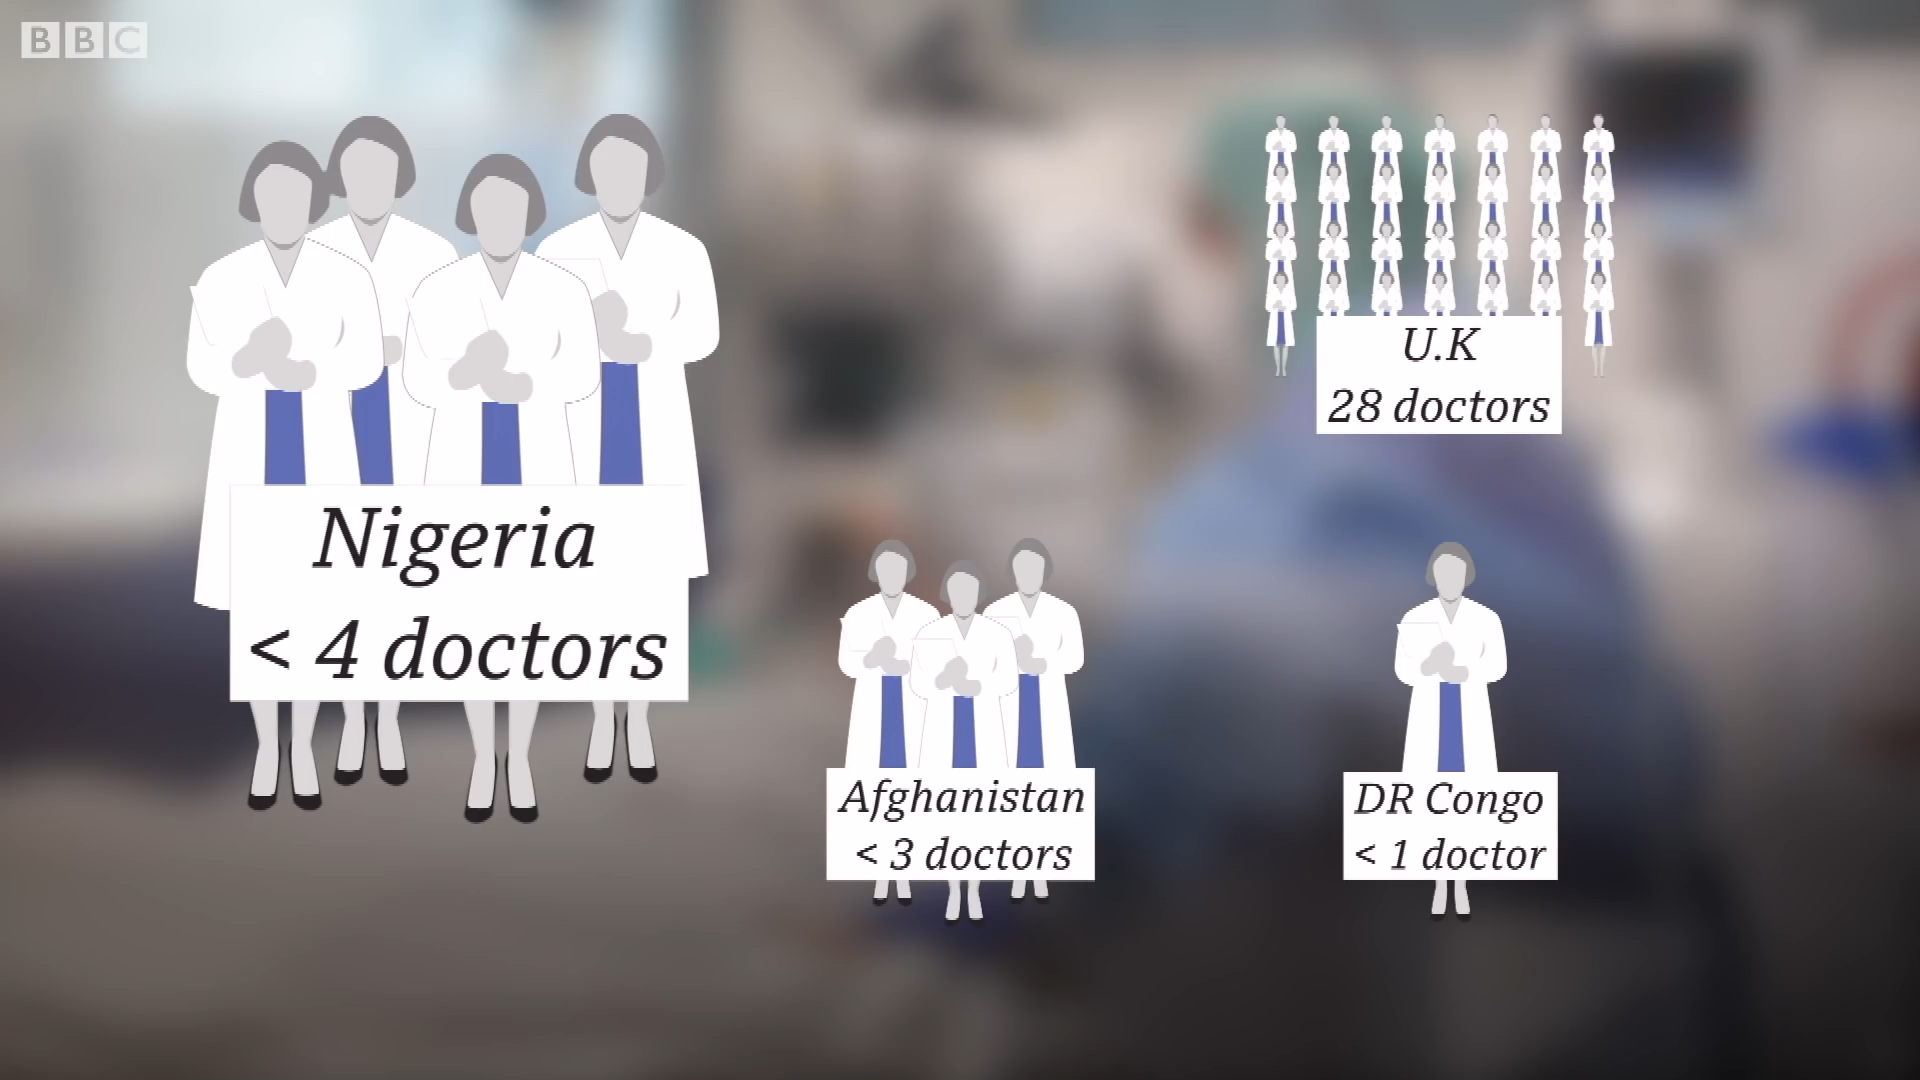 BBC
Nigeria
< 4 doctors
U.K
28 doctors
Afghanistan
< 3 doctors
DR Congo
< 1 doctor